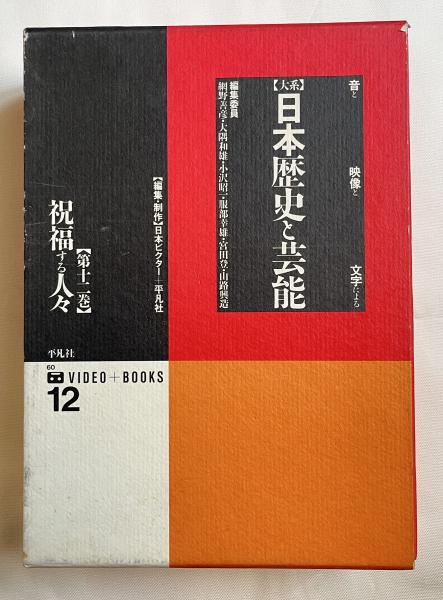 音と 映像と 文字による
【大系】日本歴史と芸能
編集委員
網野善彦・大隅和雄・小沢昭一・服部幸雄・宮田登・山路興造
【編集・制作】日本ビクター+平凡社
【第十二巻】
祝福する人々
平凡社
60
VIDEO+BOOKS
12